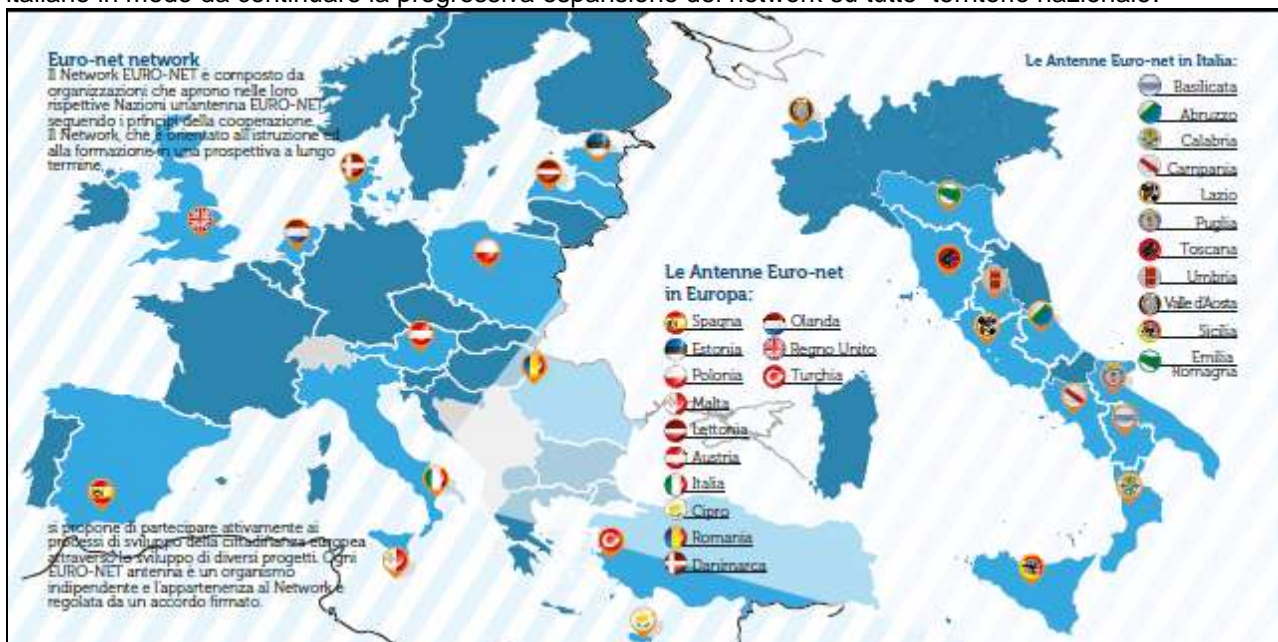 italiano in modo da continuare la progressiva espansione del network su tutto territorio nazionale.
Euro-net network
Il Network EURO-NET è composto da
organizzazioni che aprono nelle loro
rispettive Nazioni un'antenna EURO-NET
seguendo i principi della cooperazione.
Il Network, che è orientato all'istruzione ed
alla formazione in una prospettiva a lungo
termine,
si propone di partecipare attivamente ai
processi di sviluppo della cittadinanza europea
attraverso lo sviluppo di diversi progetti. Ogni
EURO-NET antenna è un organismo
indipendente e l'appartenenza al Network è
regolata da un accordo firmato.
Le Antenne Euro-net
in Europa:
Spagna
Estonia
Polonia
Malta
Lettonia
Austria
Italia
Cipro
Romania
Danimarca
Olanda
Regno Unito
Turchia
Le Antenne Euro-net in Italia:
Basilicata
Abruzzo
Calabria
Campania
Lazio
Puglia
Toscana
Umbria
Valle d'Aosta
Sicilia
Emilia
Romagna